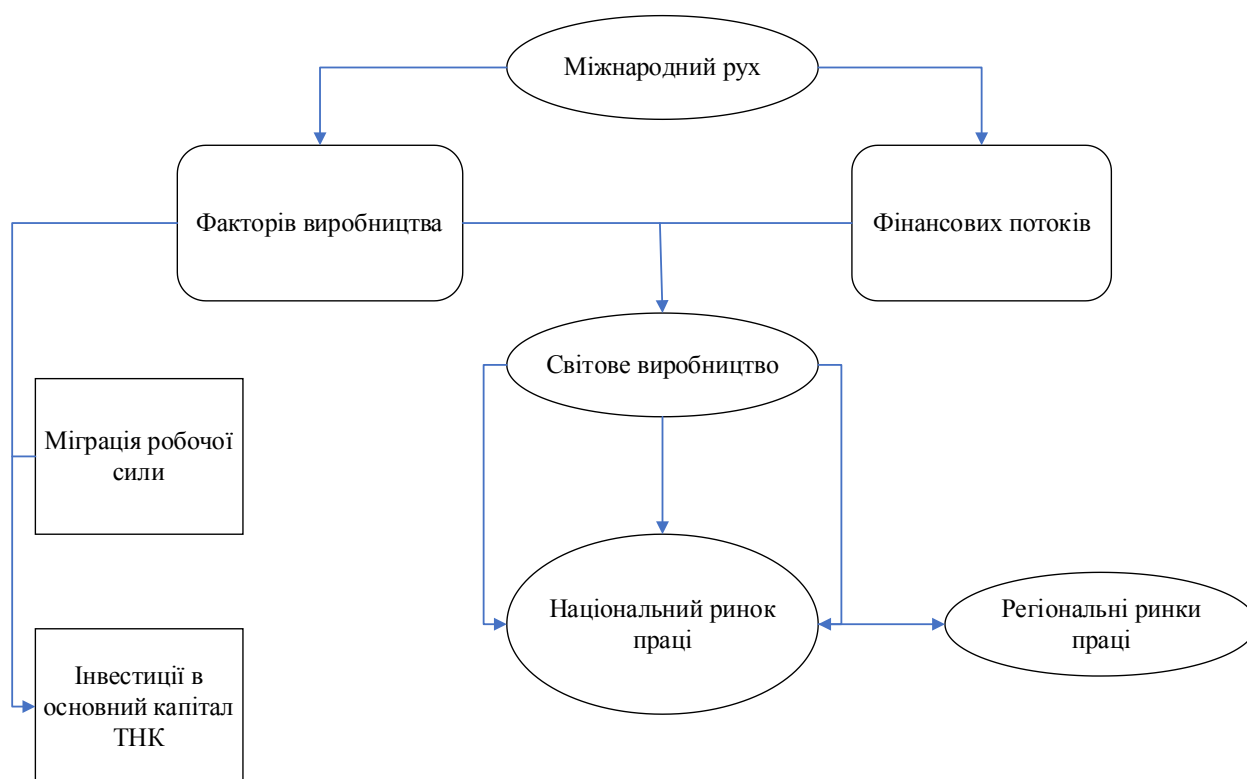 Міжнародний рух
Факторів виробництва
Фінансових потоків
Світове виробництво
Міграція робочої
сили
Національний ринок
праці
Регіональні ринки
праці
Інвестиції в
основний капітал
ТНК